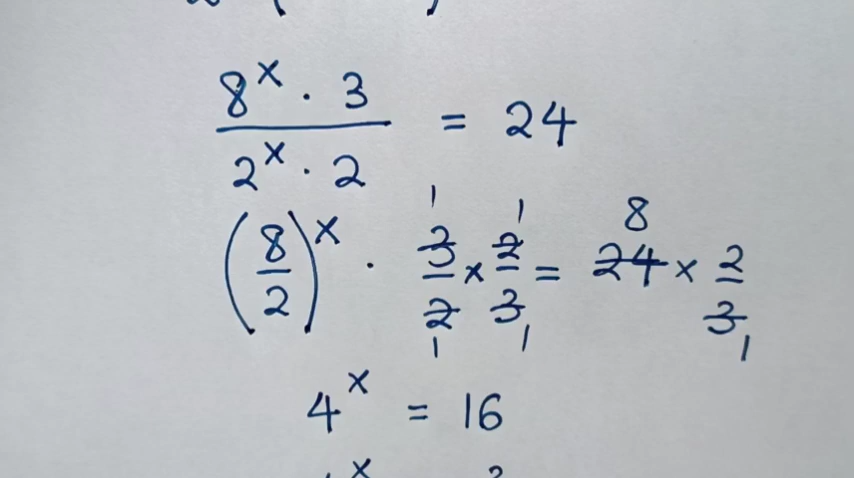 8^x · 3 / 2^x · 2 = 24
(8/2)^x · 3/2 × 2/3 = 24 × 2/3
4^x = 16